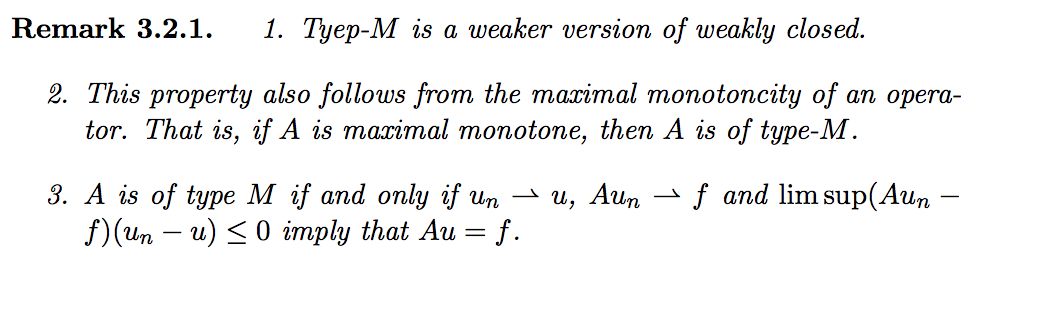 Remark 3.2.1. 1. Tyep-M is a weaker version of weakly closed.
2. This property also follows from the maximal monotoncity of an opera-
tor. That is, if A is maximal monotone, then A is of type-M.
3. A is of type M if and only if uₙ ⇀ u, Auₙ ⇀ f and lim sup(Auₙ −
f)(uₙ − u) ≤ 0 imply that Au = f.